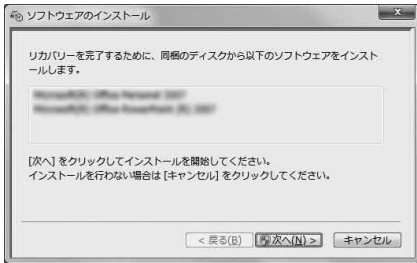 ソフトウェアのインストール
リカバリーを完了するために、同梱のディスクから以下のソフトウェアをインスト
ールします。
Microsoft(R) Office Personal 2007
Microsoft(R) Office PowerPoint (R) 2007
[次へ] をクリックしてインストールを開始してください。
インストールを行わない場合は [キャンセル] をクリックしてください。
< 戻る(B)
次へ(N) >
キャンセル